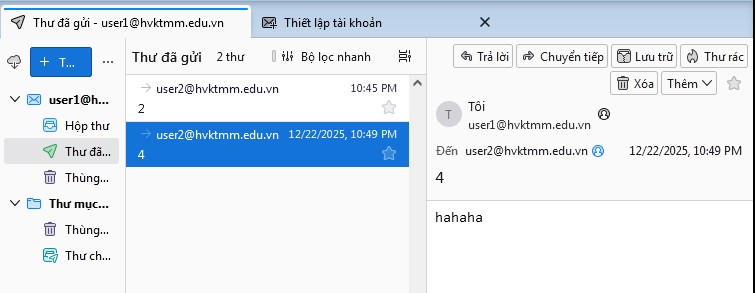 Thư đã gửi - user1@hvktmm.edu.vn
Thiết lập tài khoản
+ T...
user1@h...
Hộp thư
Thư đã...
Thùng...
Thư mục...
Thùng...
Thư ch...
Thư đã gửi 2 thư Bộ lọc nhanh
user2@hvktmm.edu.vn 10:45 PM
2
user2@hvktmm.edu.vn 12/22/2025, 10:49 PM
4
Trả lời Chuyển tiếp Lưu trữ Thư rác
Xóa Thêm
T Tôi
user1@hvktmm.edu.vn
Đến user2@hvktmm.edu.vn 12/22/2025, 10:49 PM
4
hahaha